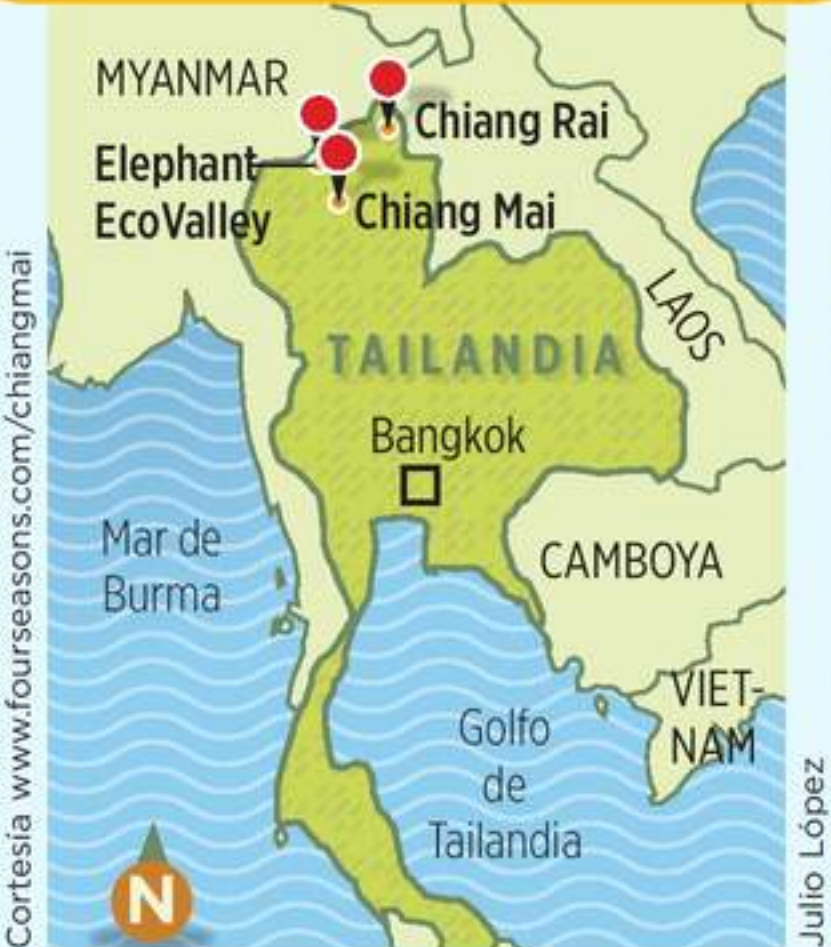 MYANMAR
Chiang Rai
Elephant
EcoValley
Chiang Mai
LAOS
TAILANDIA
Bangkok
Mar de
Burma
CAMBOYA
VIET-
NAM
Golfo
de
Tailandia
N
Cortesía www.fourseasons.com/chiangmai
Julio López